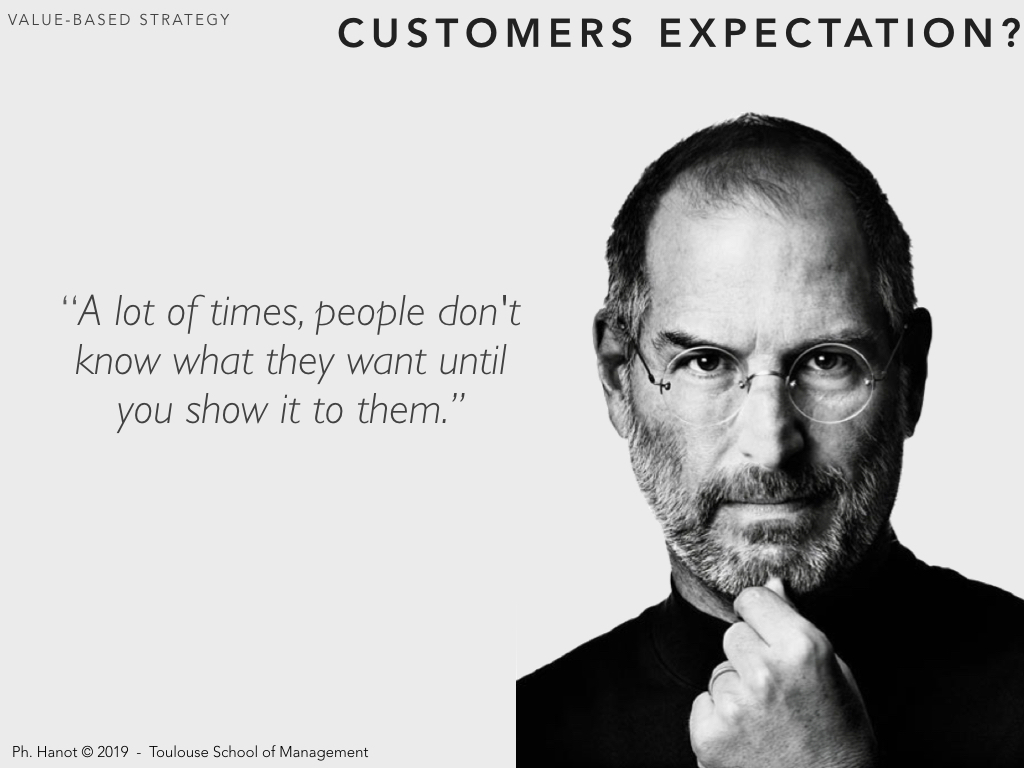 VALUE-BASED STRATEGY
CUSTOMERS EXPECTATION?
“A lot of times, people don't
know what they want until
you show it to them.”
Ph. Hanot © 2019 - Toulouse School of Management